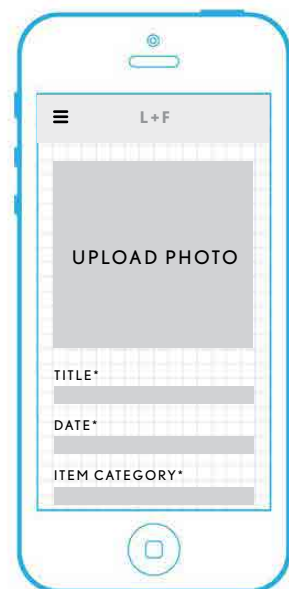 L+F
UPLOAD PHOTO
TITLE*
DATE*
ITEM CATEGORY*